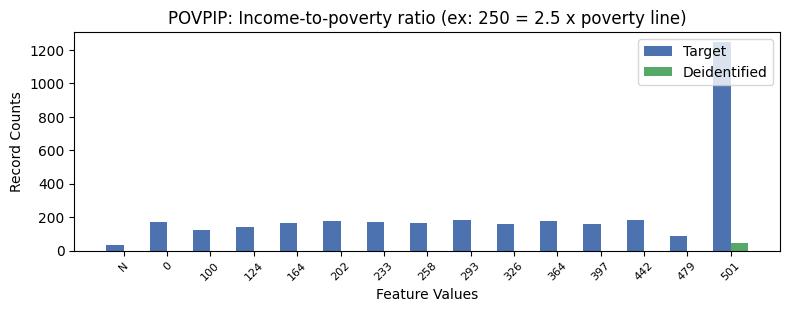 POVPIP: Income-to-poverty ratio (ex: 250 = 2.5 x poverty line)
Record Counts
1200
1000
800
600
400
200
0
Target
Deidentified
N 0 100 124 164 202 233 258 293 326 364 397 442 479 501
Feature Values